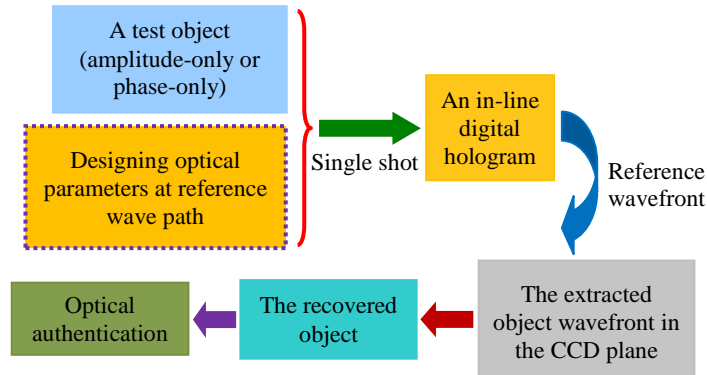 A test object
(amplitude-only or
phase-only)
Designing optical
parameters at reference
wave path
Single shot
An in-line
digital
hologram
Reference
wavefront
The extracted
object wavefront in
the CCD plane
The recovered
object
Optical
authentication